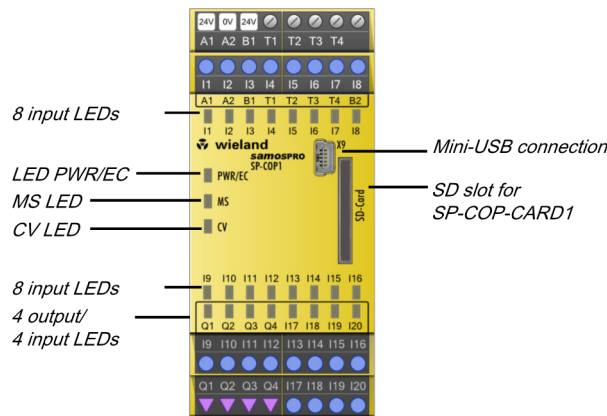 24V 0V 24V
A1 A2 B1 T1 T2 T3 T4
I1 I2 I3 I4 I5 I6 I7 I8
A1 A2 B1 T1 T2 T3 T4 B2
8 input LEDs
I1 I2 I3 I4 I5 I6 I7 I8
wieland
samosPRO
SP-COP1
X9
Mini-USB connection
LED PWR/EC
PWR/EC
MS LED
MS
CV LED
CV
SD-Card
SD slot for
SP-COP-CARD1
I9 I10 I11 I12 I13 I14 I15 I16
8 input LEDs
4 output/
4 input LEDs
Q1 Q2 Q3 Q4 I17 I18 I19 I20
I9 I10 I11 I12 I13 I14 I15 I16
Q1 Q2 Q3 Q4 I17 I18 I19 I20